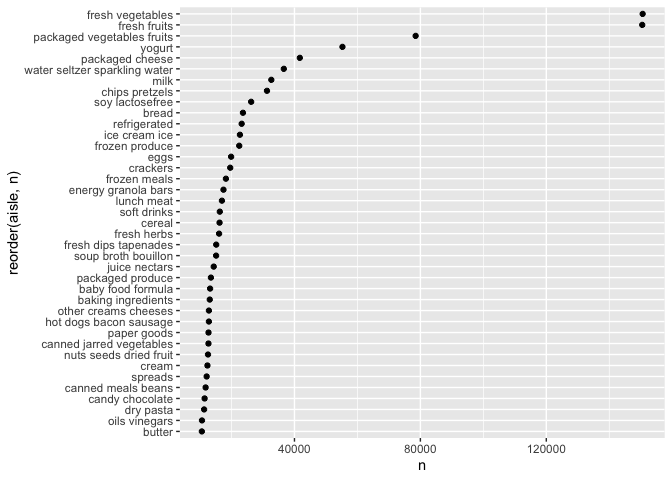 fresh vegetables
fresh fruits
packaged vegetables fruits
yogurt
packaged cheese
water seltzer sparkling water
milk
chips pretzels
soy lactosefree
bread
refrigerated
ice cream ice
frozen produce
eggs
crackers
frozen meals
energy granola bars
lunch meat
soft drinks
cereal
fresh herbs
fresh dips tapenades
soup broth bouillon
juice nectars
packaged produce
baby food formula
baking ingredients
other creams cheeses
hot dogs bacon sausage
paper goods
canned jarred vegetables
nuts seeds dried fruit
cream
spreads
canned meals beans
candy chocolate
dry pasta
oils vinegars
butter
reorder(aisle, n)
40000 80000 120000
n